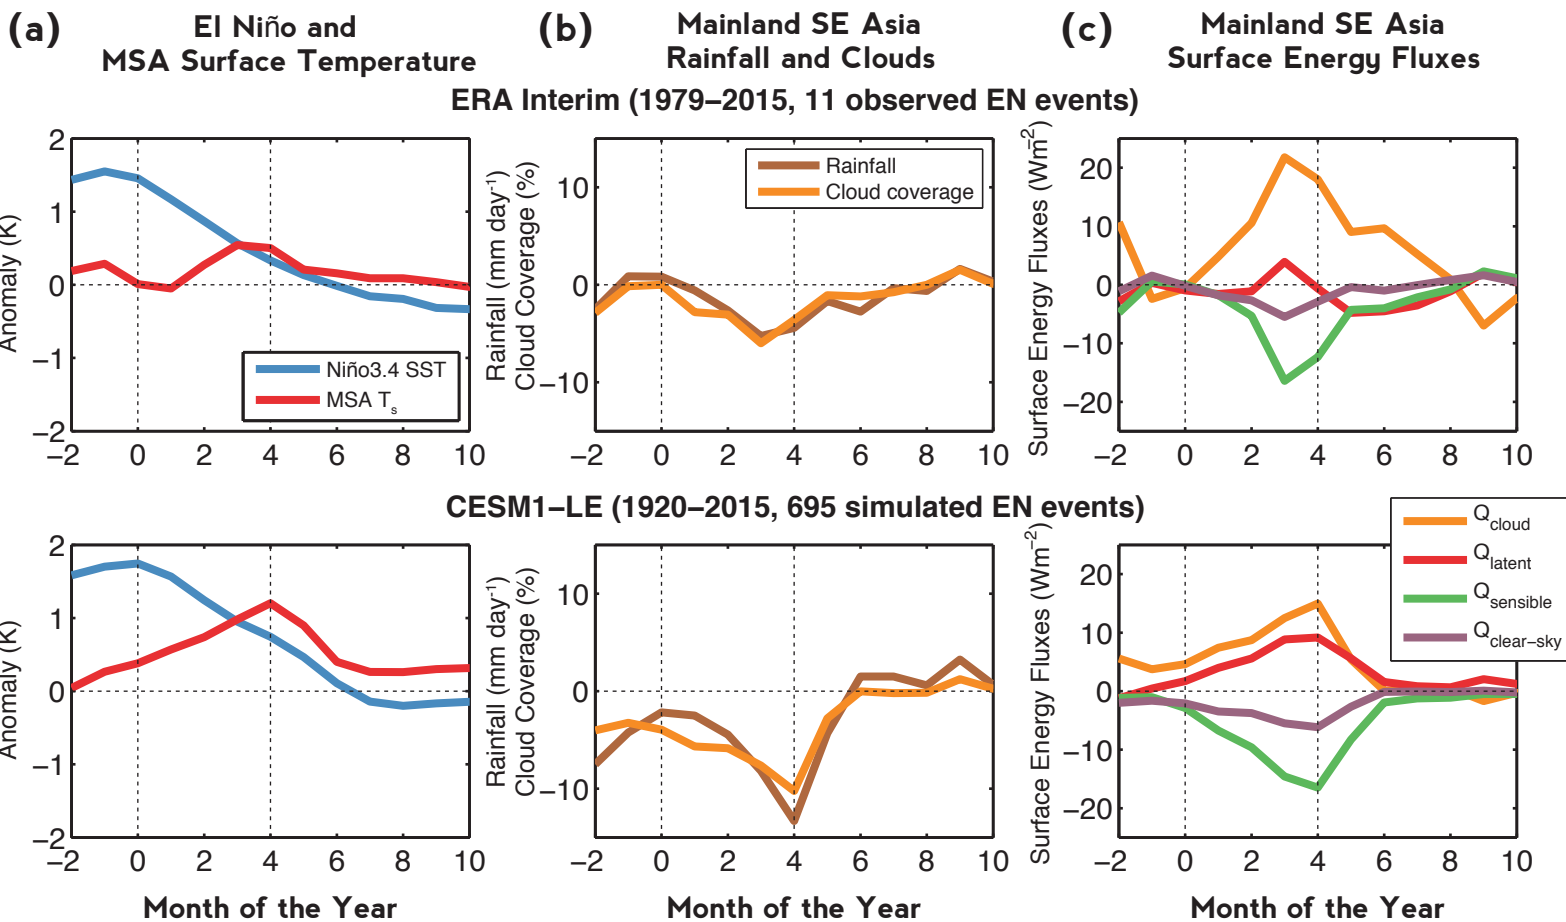 (a) El Niño and
MSA Surface Temperature
(b) Mainland SE Asia
Rainfall and Clouds
(c) Mainland SE Asia
Surface Energy Fluxes
ERA Interim (1979–2015, 11 observed EN events)
Anomaly (K)
2
1
0
−1
−2
−2 0 2 4 6 8 10
Niño3.4 SST
MSA Ts
Rainfall (mm day-1)
Cloud Coverage (%)
10
0
−10
−2 0 2 4 6 8 10
Rainfall
Cloud coverage
Surface Energy Fluxes (Wm−2)
20
10
0
−10
−20
−2 0 2 4 6 8 10
CESM1−LE (1920−2015, 695 simulated EN events)
Anomaly (K)
2
1
0
−1
−2
−2 0 2 4 6 8 10
Month of the Year
Rainfall (mm day-1)
Cloud Coverage (%)
10
0
−10
−2 0 2 4 6 8 10
Month of the Year
Surface Energy Fluxes (Wm−2)
20
10
0
−10
−20
−2 0 2 4 6 8 10
Qcloud
Qlatent
Qsensible
Qclear−sky
Month of the Year